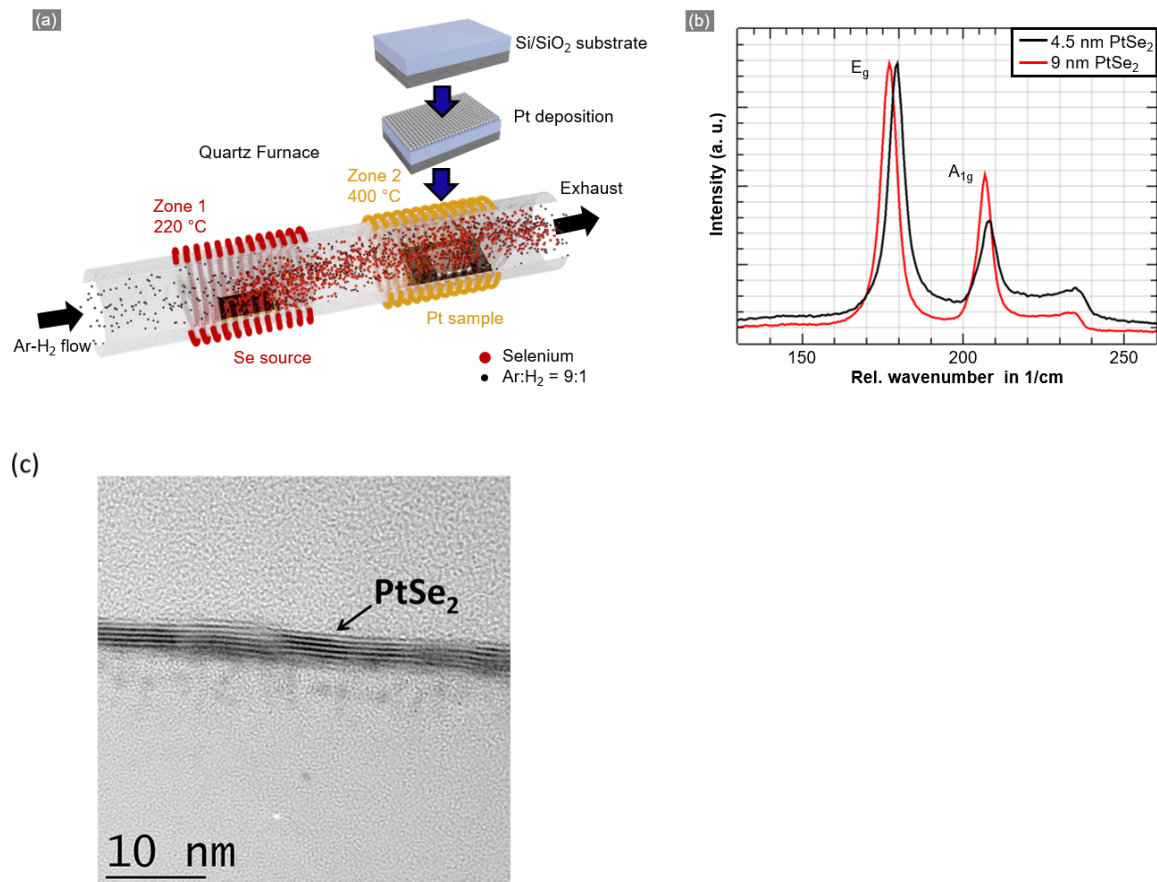 (a)
Si/SiO₂ substrate
Pt deposition
Quartz Furnace
Zone 1
220 °C
Zone 2
400 °C
Exhaust
Ar-H₂ flow
Se source
Pt sample
Selenium
Ar:H₂ = 9:1
(b)
4.5 nm PtSe₂
9 nm PtSe₂
E_g
A_1g
Intensity (a. u.)
150 200 250
Rel. wavenumber in 1/cm
(c)
PtSe₂
10 nm